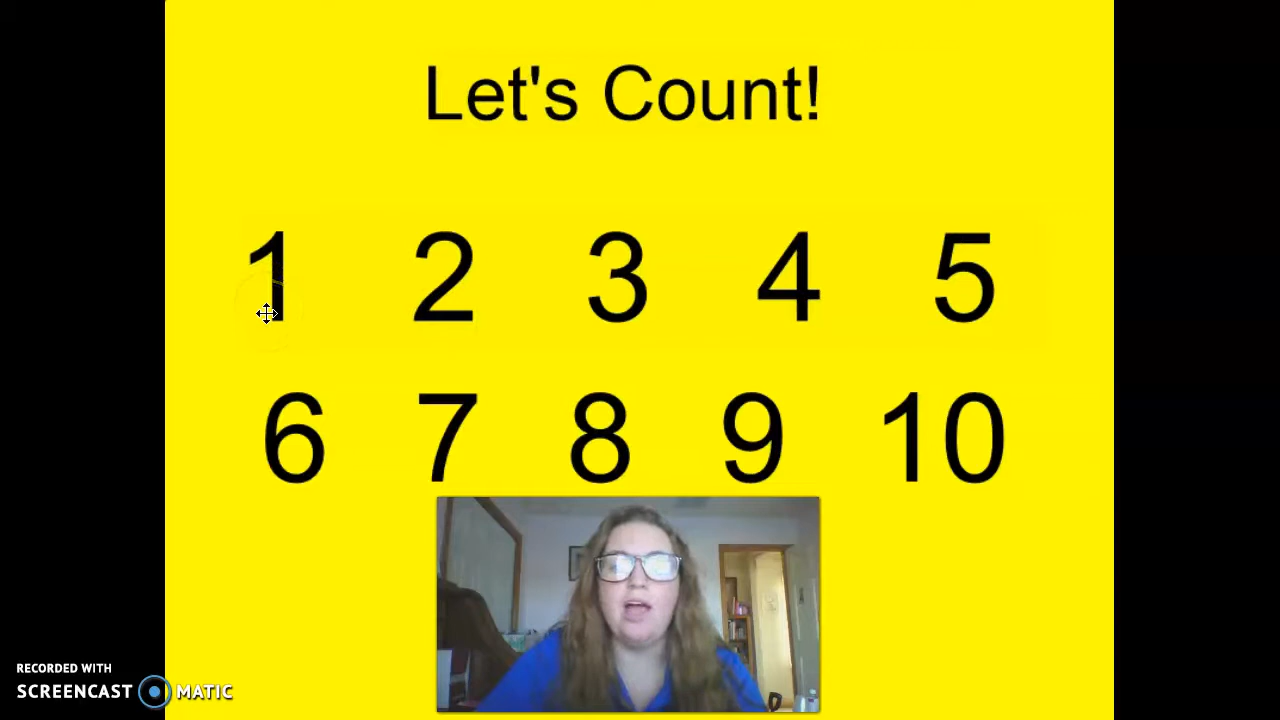 Let's Count!
1 2 3 4 5
6 7 8 9 10
RECORDED WITH
SCREENCAST MATIC